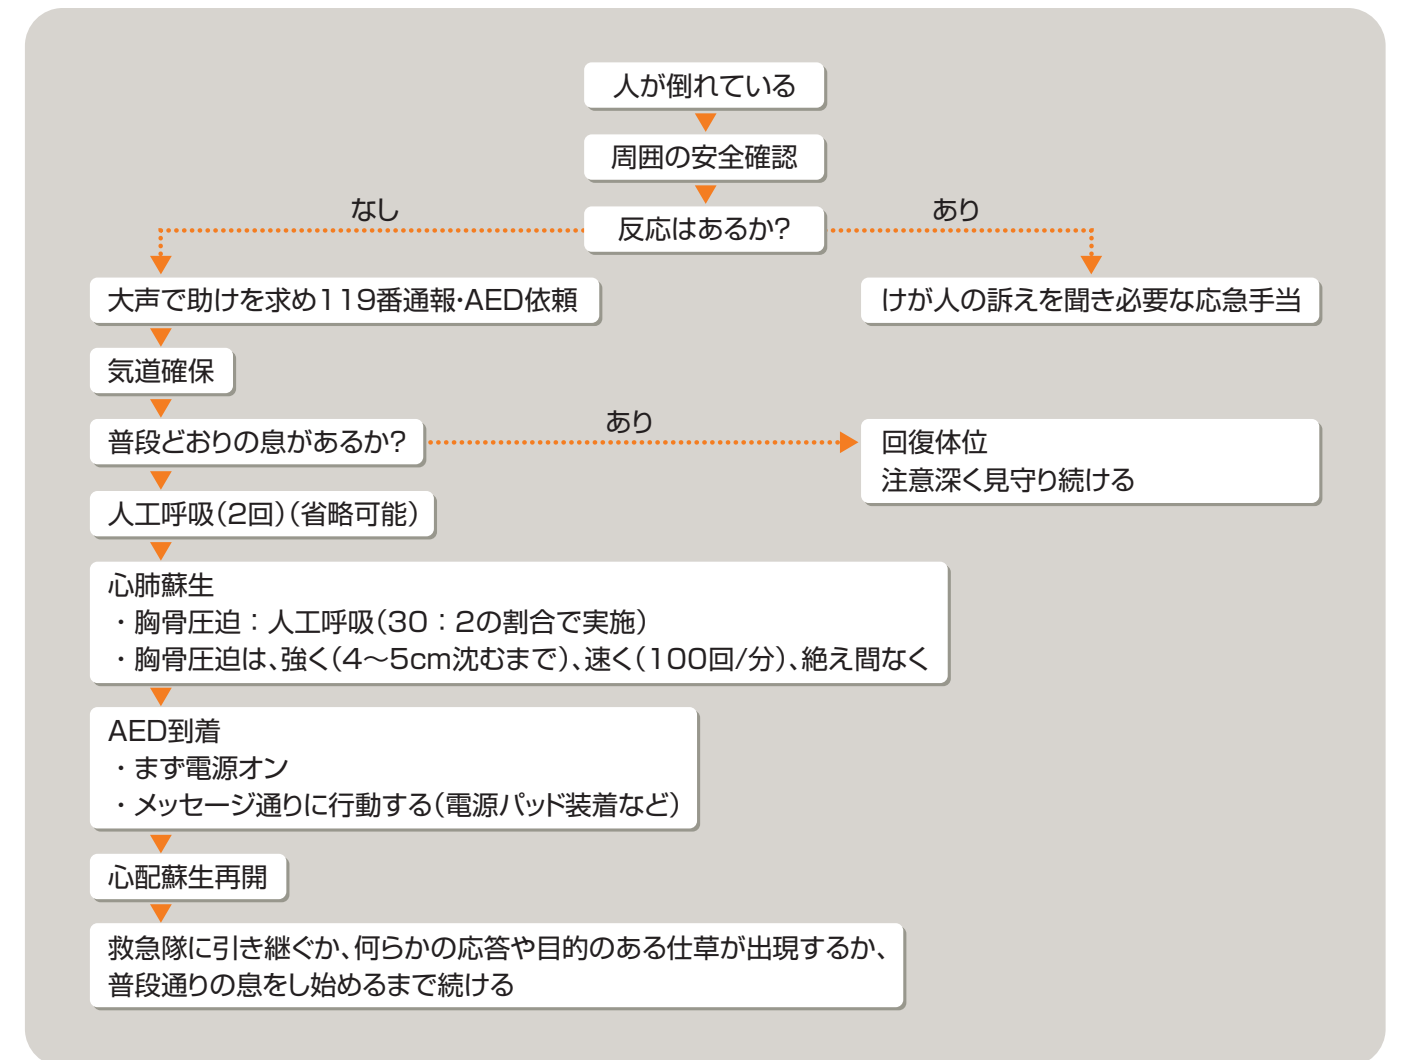 人が倒れている
周囲の安全確認
反応はあるか?
なし
あり
大声で助けを求め119番通報・AED依頼
けが人の訴えを聞き必要な応急手当
気道確保
普段どおりの息があるか?
あり
回復体位
注意深く見守り続ける
人工呼吸(2回)(省略可能)
心肺蘇生
・胸骨圧迫:人工呼吸(30:2の割合で実施)
・胸骨圧迫は、強く(4〜5cm沈むまで)、速く(100回/分)、絶え間なく
AED到着
・まず電源オン
・メッセージ通りに行動する(電源パッド装着など)
心配蘇生再開
救急隊に引き継ぐか、何らかの応答や目的のある仕草が出現するか、
普段通りの息をし始めるまで続ける